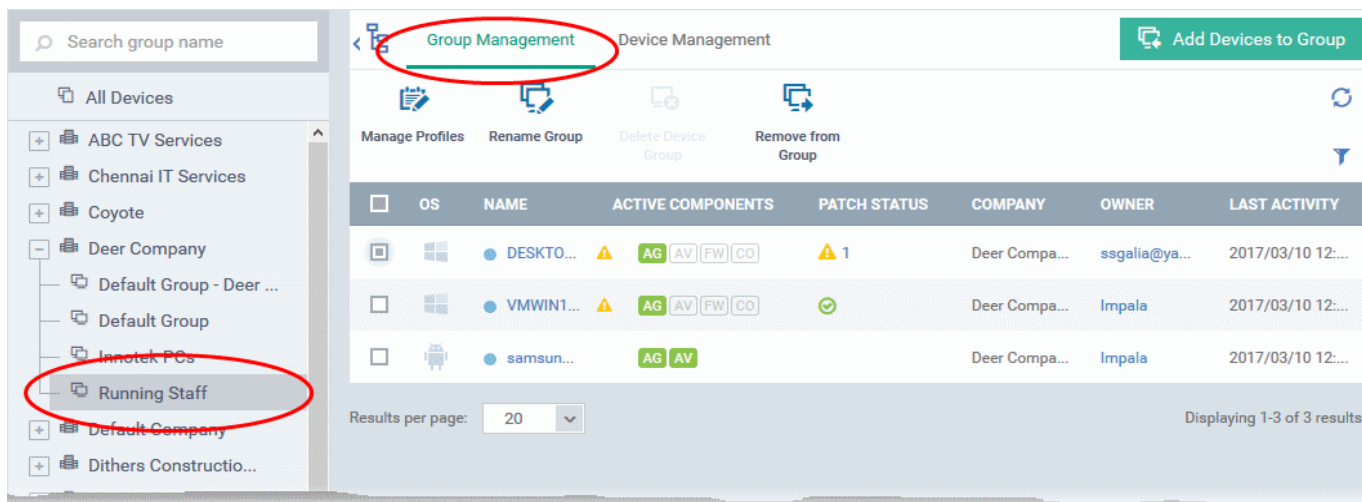 Search group name
All Devices
ABC TV Services
Chennai IT Services
Coyote
Deer Company
Default Group - Deer ...
Default Group
Innotek PCs
Running Staff
Default Company
Dithers Constructio...
Group Management
Device Management
Add Devices to Group
Manage Profiles
Rename Group
Delete Device
Group
Remove from
Group
OS NAME ACTIVE COMPONENTS PATCH STATUS COMPANY OWNER LAST ACTIVITY
DESKTO... AG AV FW CO 1 Deer Compa... ssgalia@ya... 2017/03/10 12:...
VMWIN1... AG AV FW CO Deer Compa... Impala 2017/03/10 12:...
samsun... AG AV Deer Compa... Impala 2017/03/10 12:...
Results per page: 20
Displaying 1-3 of 3 results